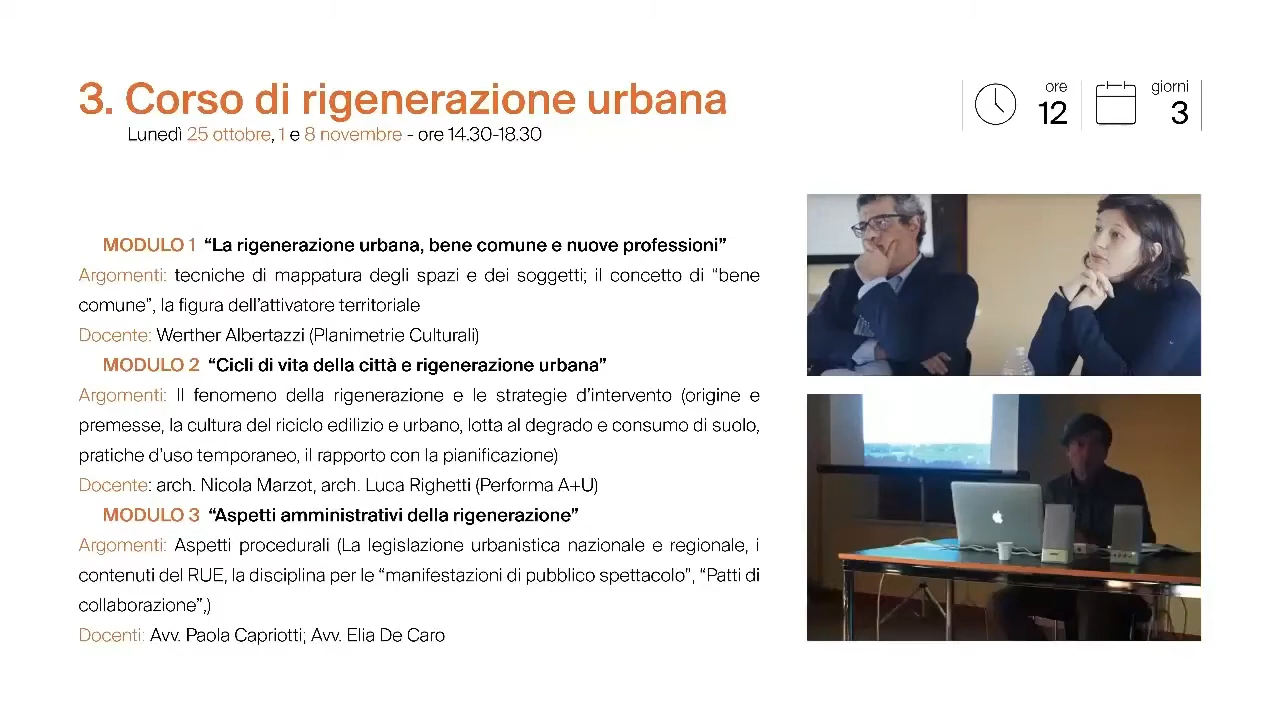 3. Corso di rigenerazione urbana
Lunedì 25 ottobre, 1 e 8 novembre - ore 14.30-18.30
ore
12
giorni
3
MODULO 1 “La rigenerazione urbana, bene comune e nuove professioni”
Argomenti: tecniche di mappatura degli spazi e dei soggetti; il concetto di “bene
comune”, la figura dell’attivatore territoriale
Docente: Werther Albertazzi (Planimetrie Culturali)
MODULO 2 “Cicli di vita della città e rigenerazione urbana”
Argomenti: Il fenomeno della rigenerazione e le strategie d’intervento (origine e
premesse, la cultura del riciclo edilizio e urbano, lotta al degrado e consumo di suolo,
pratiche d’uso temporaneo, il rapporto con la pianificazione)
Docente: arch. Nicola Marzot, arch. Luca Righetti (Performa A+U)
MODULO 3 “Aspetti amministrativi della rigenerazione”
Argomenti: Aspetti procedurali (La legislazione urbanistica nazionale e regionale, i
contenuti del RUE, la disciplina per le “manifestazioni di pubblico spettacolo”, “Patti di
collaborazione”,)
Docenti: Avv. Paola Capriotti; Avv. Elia De Caro